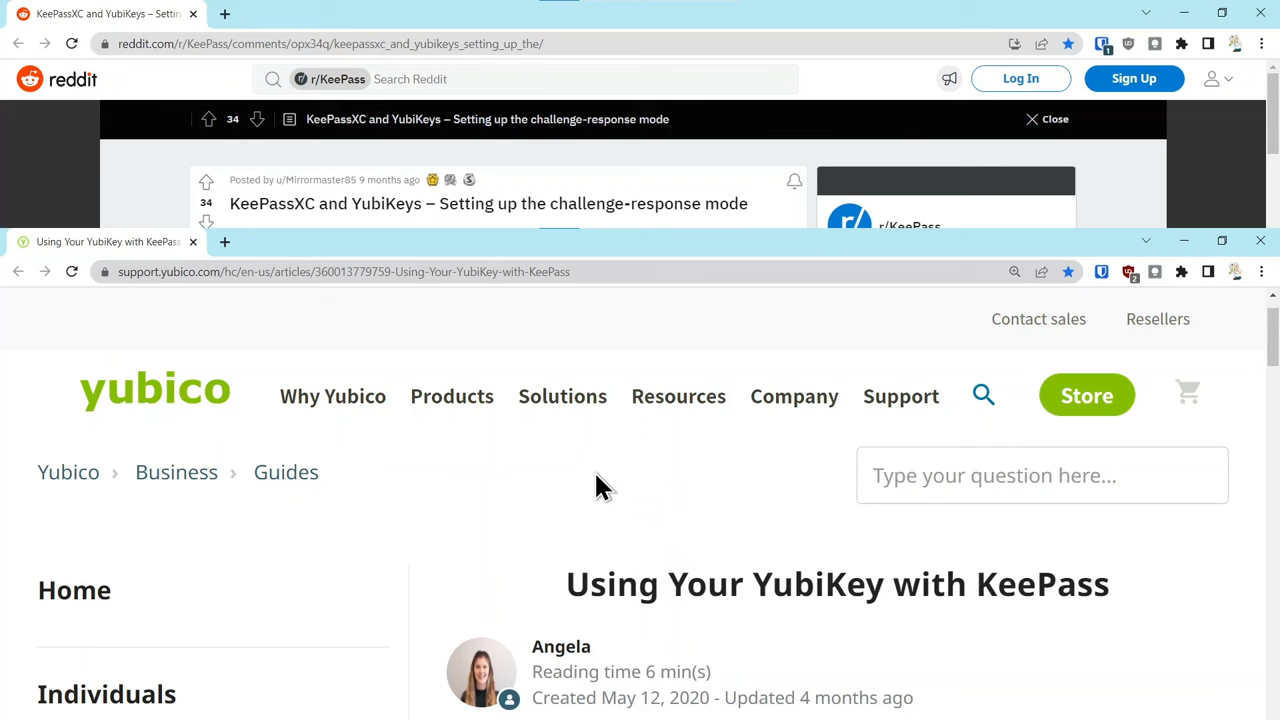 KeePassXC and YubiKeys – Settin
reddit.com/r/KeePass/comments/opx34q/keepassxc_and_yubikeys_setting_up_the/
1
reddit
r/KeePass Search Reddit
Log In
Sign Up
34
KeePassXC and YubiKeys – Setting up the challenge-response mode
Close
Posted by u/Mirrormaster85 9 months ago
34
KeePassXC and YubiKeys – Setting up the challenge-response mode
r/
r/KeePass
Using Your YubiKey with KeePass
support.yubico.com/hc/en-us/articles/360013779759-Using-Your-YubiKey-with-KeePass
2
Contact sales
Resellers
yubico
Why Yubico
Products
Solutions
Resources
Company
Support
Store
Yubico › Business › Guides
Type your question here...
Home
Using Your YubiKey with KeePass
Angela
Reading time 6 min(s)
Created May 12, 2020 - Updated 4 months ago
Individuals